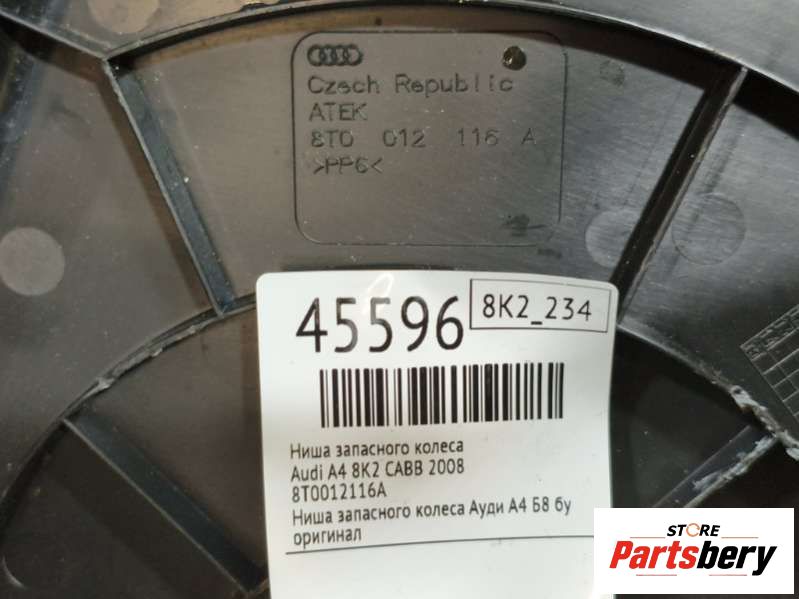 Czech Republic
ATEK
8T0 012 116 A
>PP6<
45596
8K2_234
Ниша запасного колеса
Audi A4 8K2 CABB 2008
8T0012116A
Ниша запасного колеса Ауди А4 Б8 бу
оригинал
STORE
Partsbery